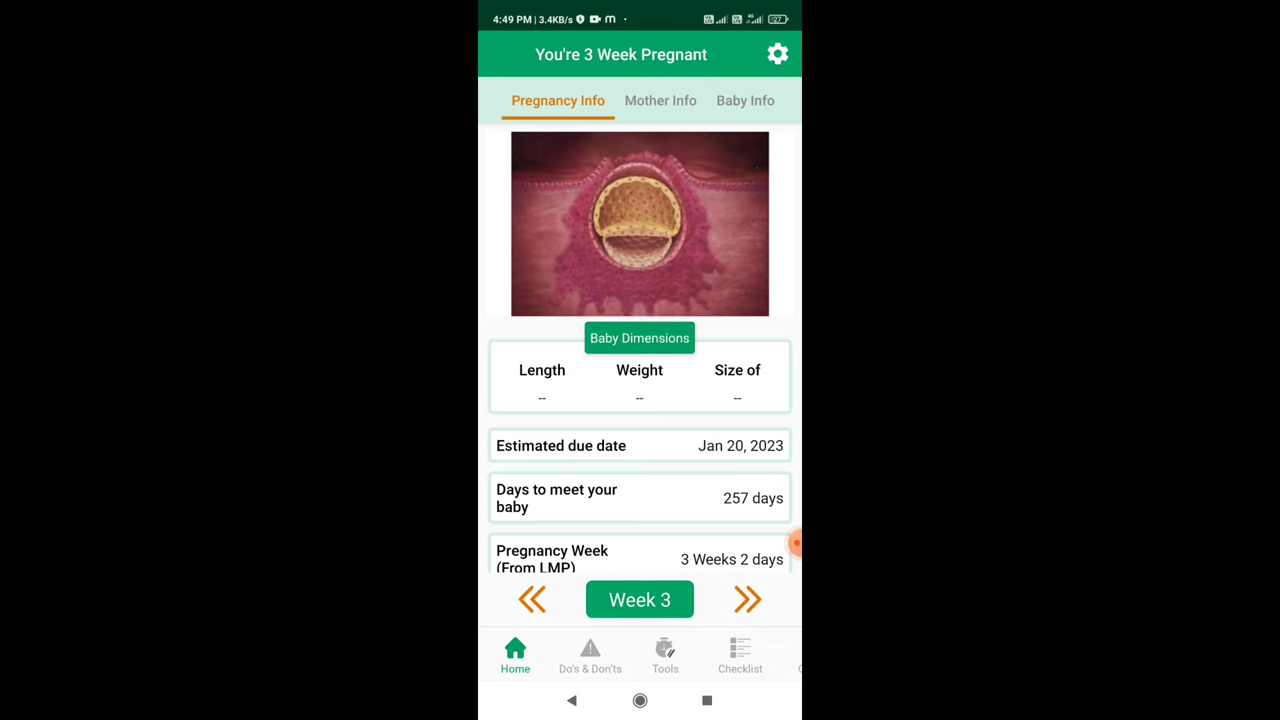 4:49 PM | 3.4KB/s
27
You're 3 Week Pregnant
Pregnancy Info Mother Info Baby Info
Baby Dimensions
Length Weight Size of
-- -- --
Estimated due date Jan 20, 2023
Days to meet your
baby
257 days
Pregnancy Week
(From LMP)
3 Weeks 2 days
Week 3
Home Do's & Don'ts Tools Checklist